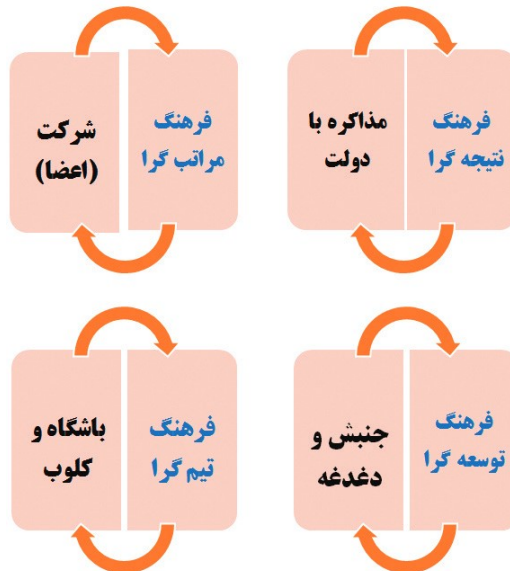 فرهنگ
نتیجه گرا
مذاکره با
دولت
فرهنگ
مراتب گرا
شرکت
(اعضا)
فرهنگ
توسعه گرا
جنبش و
دغدغه
فرهنگ
تیم گرا
باشگاه و
کلوب